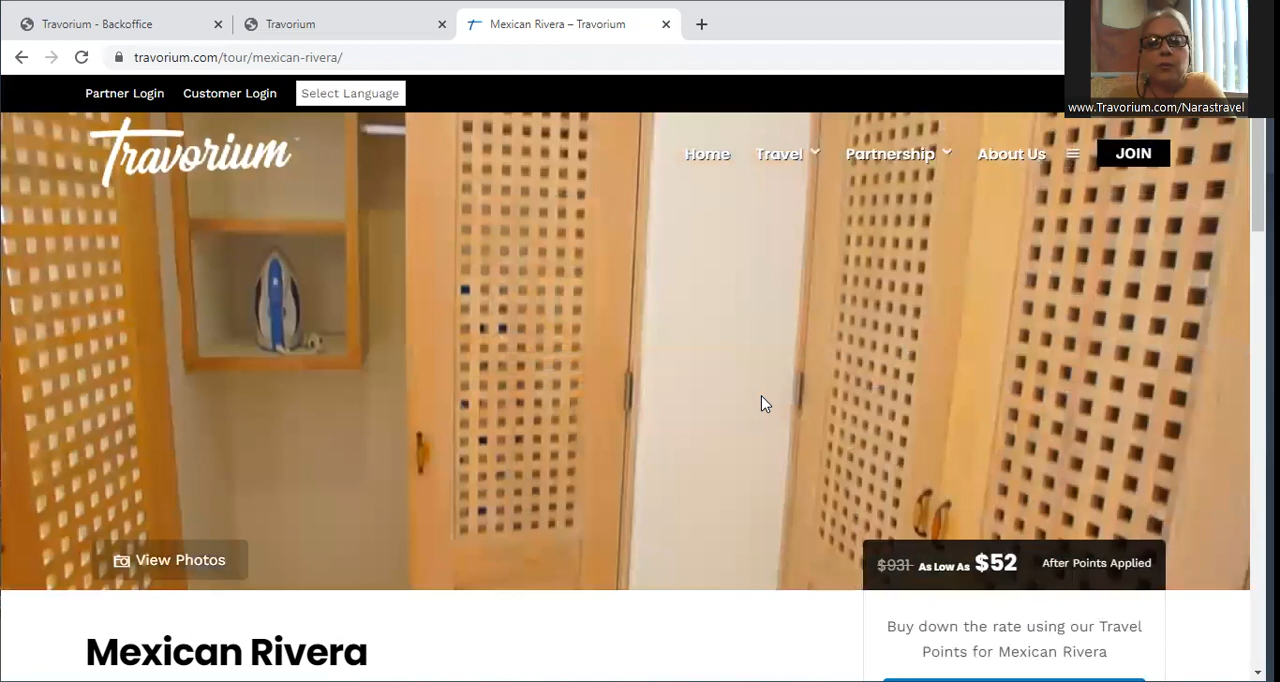 Travorium - Backoffice
Travorium
Mexican Rivera – Travorium
travorium.com/tour/mexican-rivera/
www.Travorium.com/Narastravel
Partner Login
Customer Login
Select Language
Travorium
Home
Travel
Partnership
About Us
JOIN
View Photos
$931 As Low As $52 After Points Applied
Mexican Rivera
Buy down the rate using our Travel
Points for Mexican Rivera